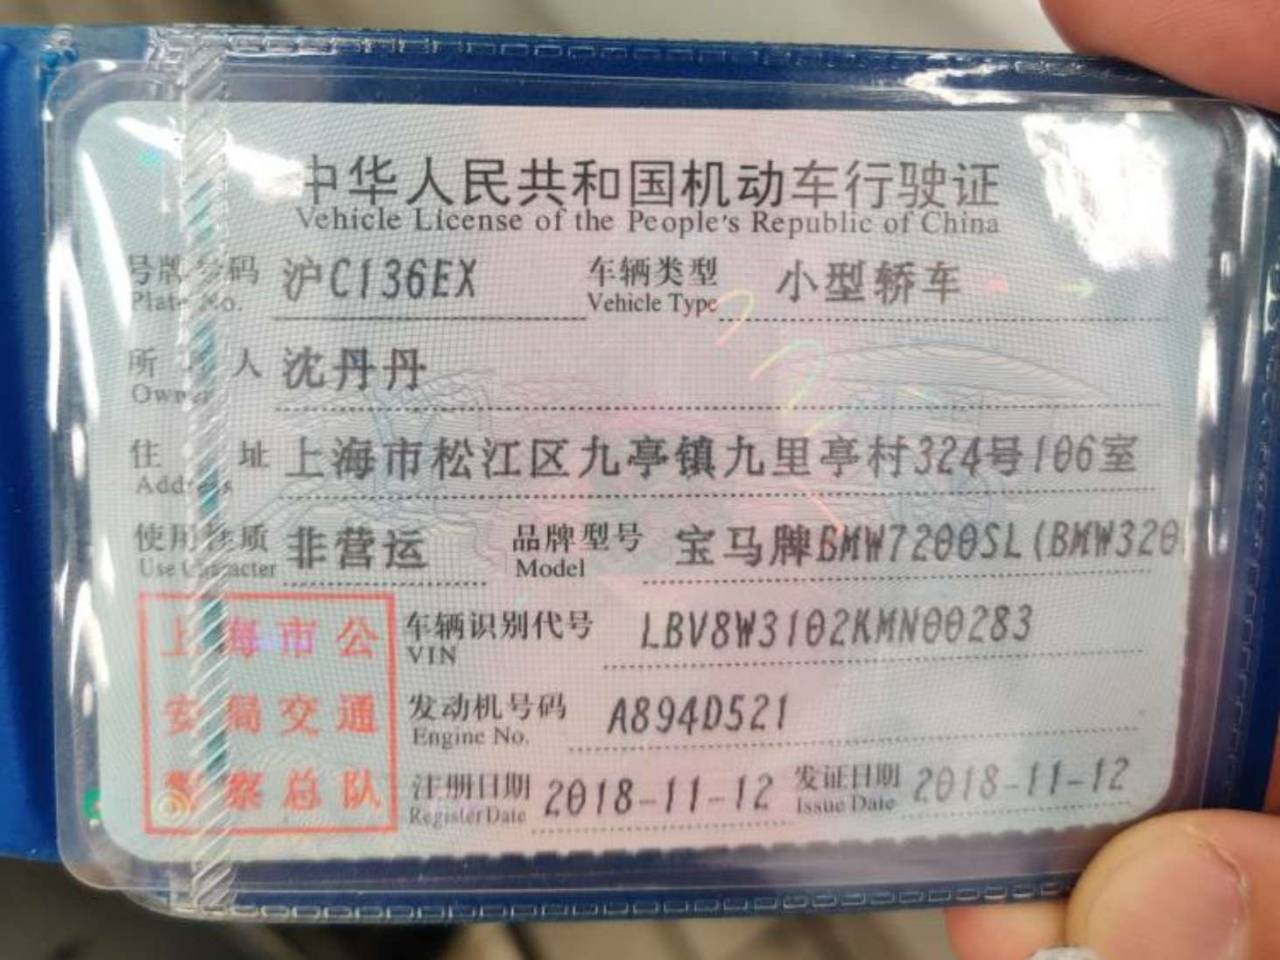 中华人民共和国机动车行驶证
Vehicle License of the People's Republic of China
号牌号码 沪C136EX 车辆类型 小型轿车
Plate No. Vehicle Type
所有人 沈丹丹
Owner
住址 上海市松江区九亭镇九里亭村324号106室
Address
使用性质 非营运 品牌型号 宝马牌BMW7200SL(BMW320
Use Character Model
上海市公
安局交通
警察总队
车辆识别代号 LBV8W3102KMN00283
VIN
发动机号码 A894D521
Engine No.
注册日期 2018-11-12 发证日期 2018-11-12
Register Date Issue Date